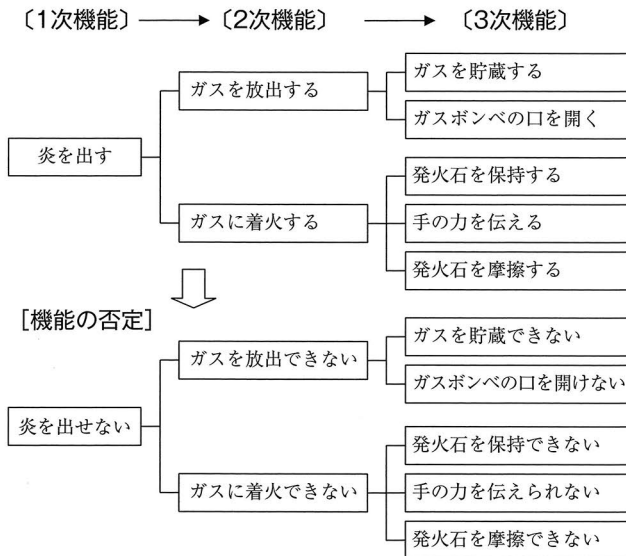 〔1次機能〕 → 〔2次機能〕 → 〔3次機能〕
炎を出す
ガスを放出する
ガスを貯蔵する
ガスボンベの口を開く
ガスに着火する
発火石を保持する
手の力を伝える
発火石を摩擦する
[機能の否定]
炎を出せない
ガスを放出できない
ガスを貯蔵できない
ガスボンベの口を開けない
ガスに着火できない
発火石を保持できない
手の力を伝えられない
発火石を摩擦できない